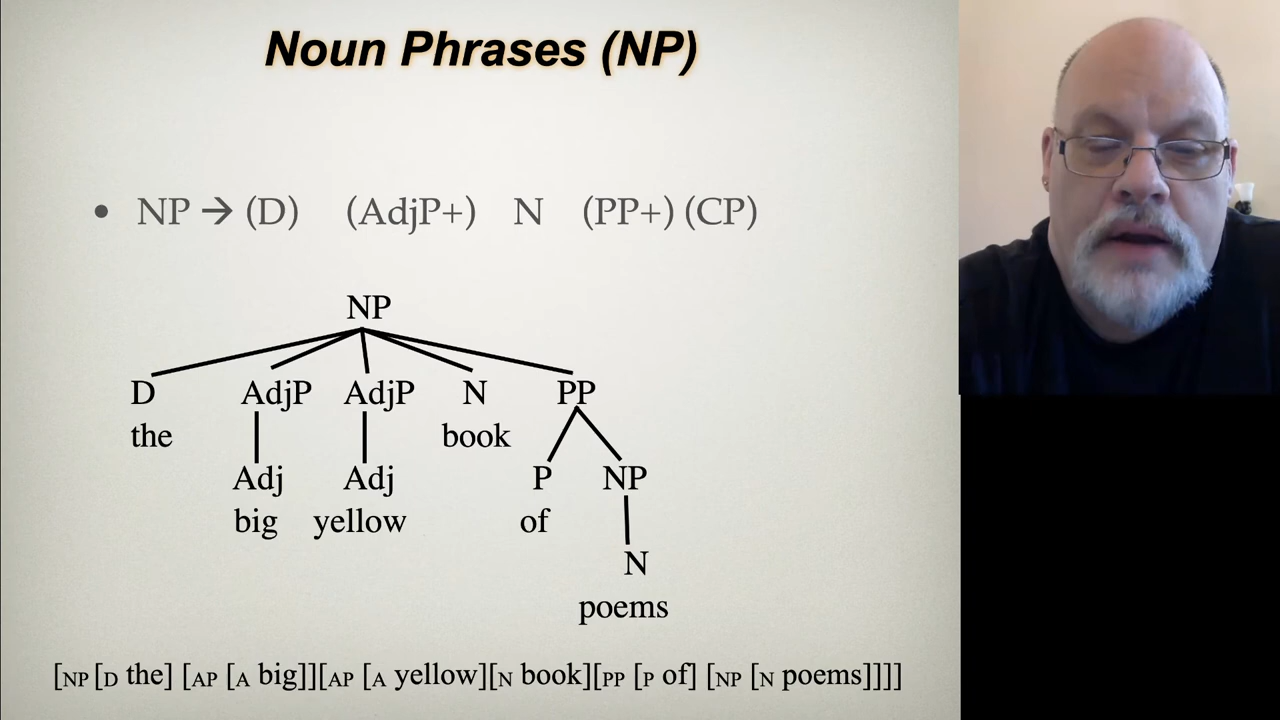 Noun Phrases (NP)
• NP → (D) (AdjP+) N (PP+) (CP)
NP
D AdjP AdjP N PP
the book
Adj Adj P NP
big yellow of
N
poems
[NP [D the] [AP [A big]][AP [A yellow][N book][PP [P of] [NP [N poems]]]]